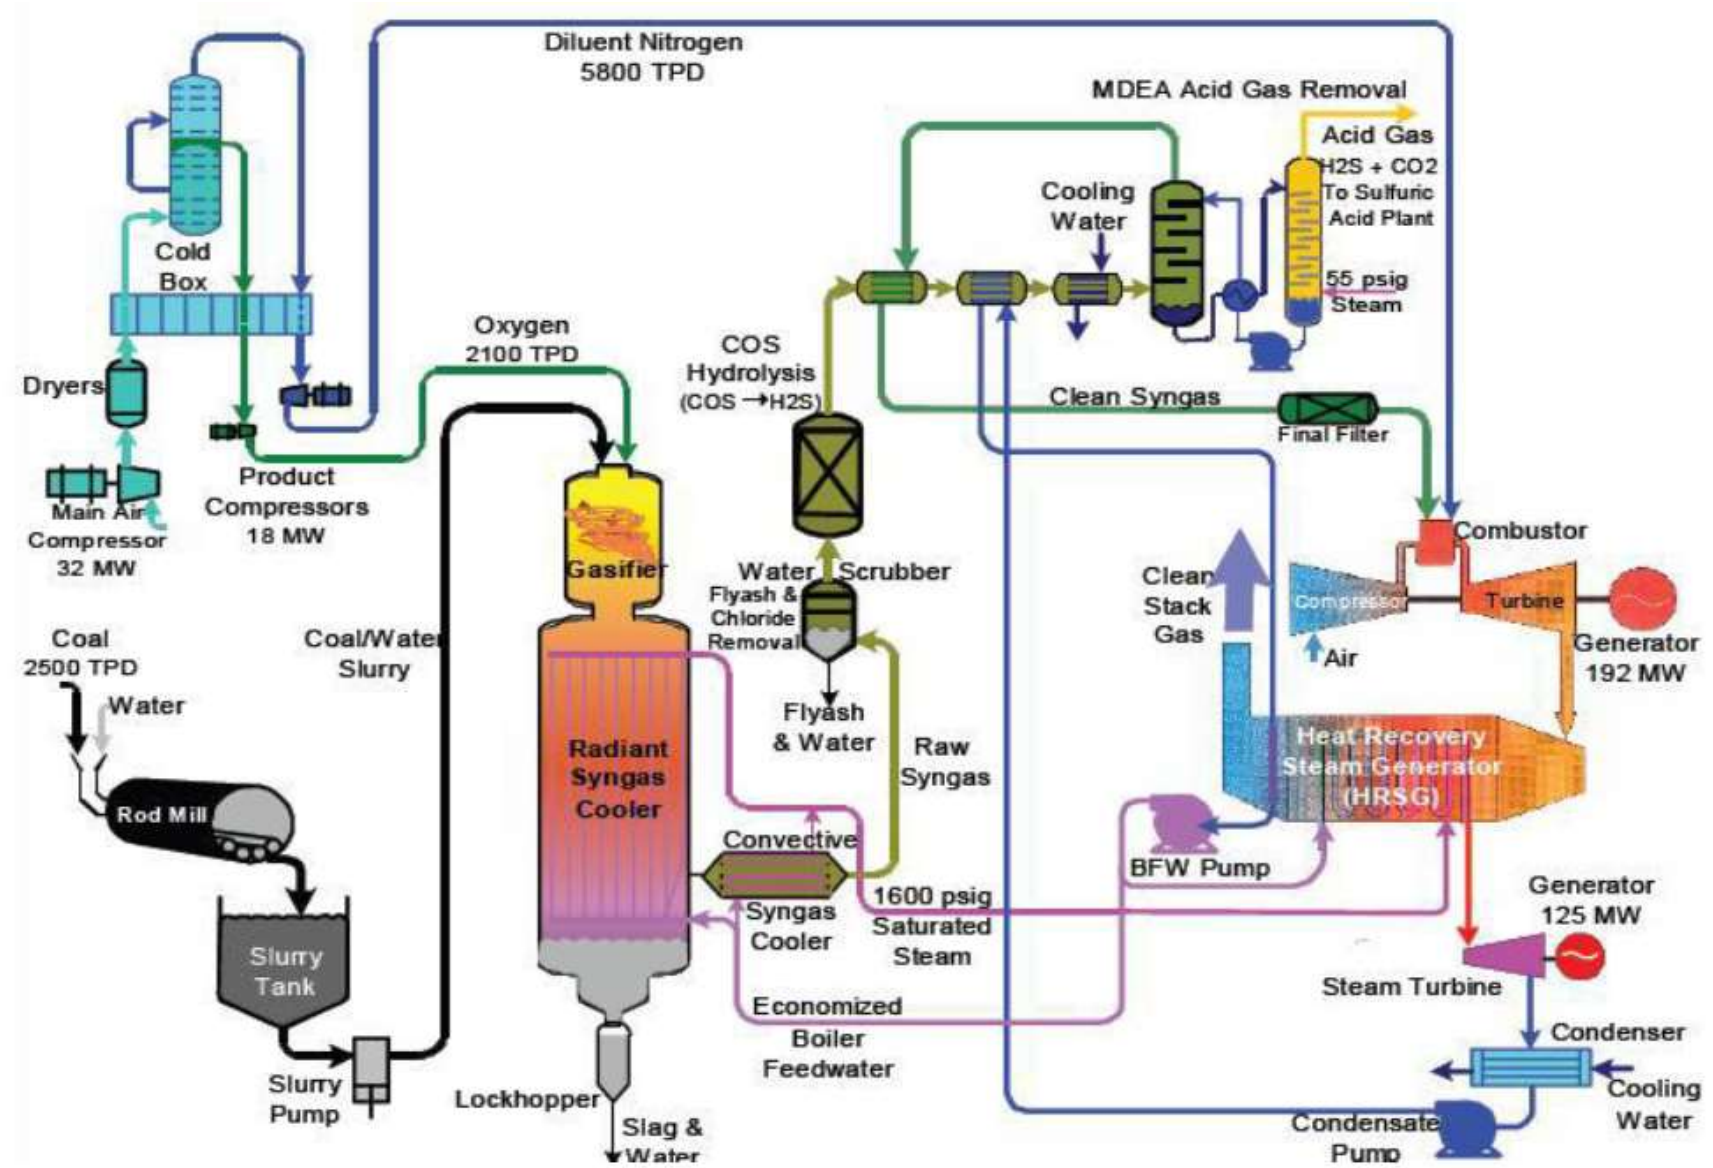 Diluent Nitrogen
5800 TPD
MDEA Acid Gas Removal
Acid Gas
H2S + CO2
To Sulfuric
Acid Plant
Cooling
Water
55 psig
Steam
Cold
Box
Oxygen
2100 TPD
COS
Hydrolysis
(COS →H2S)
Dryers
Clean Syngas
Final Filter
Product
Compressors
18 MW
Main Air
Compressor
32 MW
Combustor
Gasifier
Water Scrubber
Flyash &
Chloride
Removal
Clean
Stack
Gas
Compressor
Turbine
Generator
192 MW
Air
Coal
2500 TPD
Coal/Water
Slurry
Water
Flyash
& Water
Raw
Syngas
Radiant
Syngas
Cooler
Heat Recovery
Steam Generator
(HRSG)
Rod Mill
Convective
Syngas
Cooler
BFW Pump
1600 psig
Saturated
Steam
Generator
125 MW
Slurry
Tank
Steam Turbine
Economized
Boiler
Feedwater
Condenser
Cooling
Water
Slurry
Pump
Lockhopper
Slag &
Water
Condensate
Pump